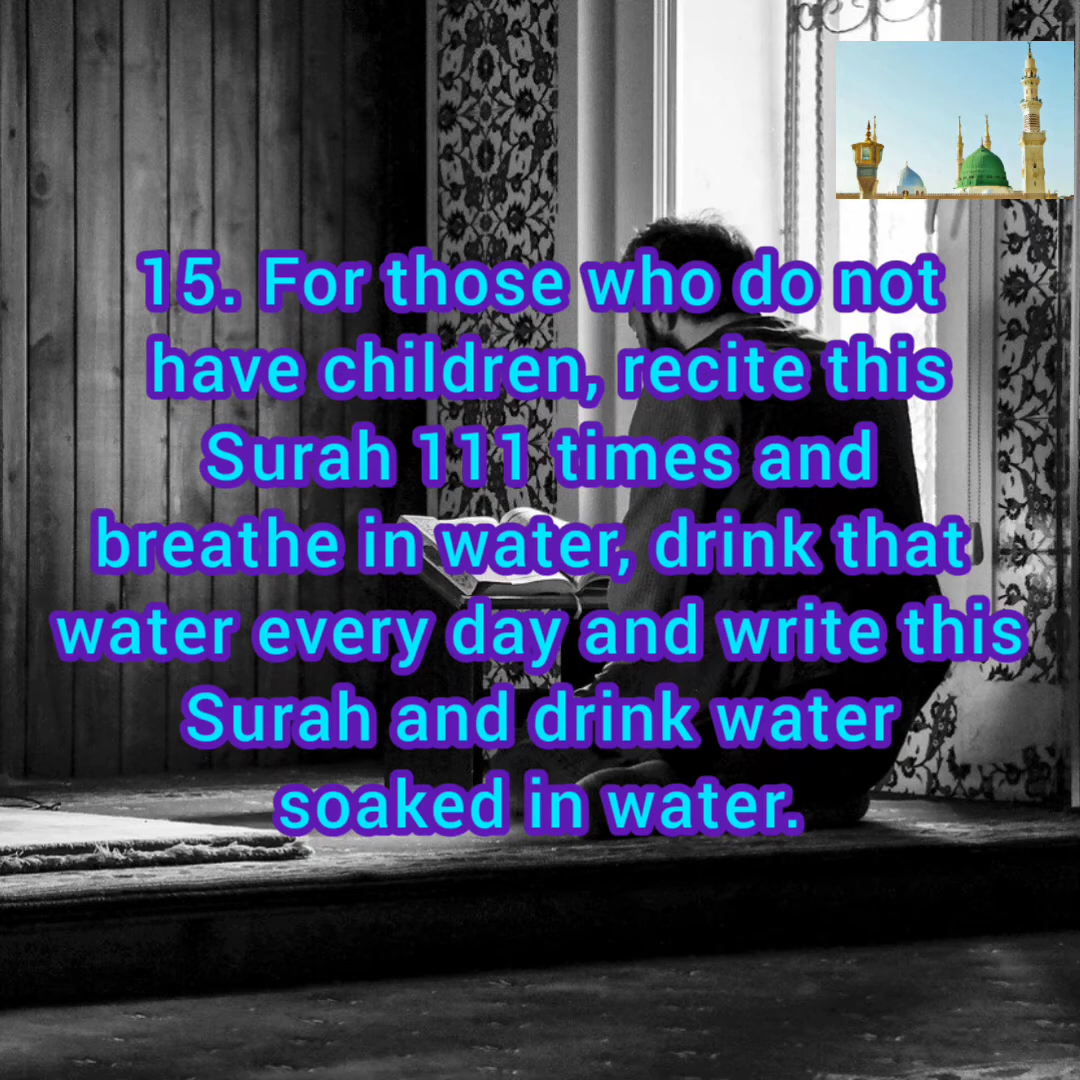 15. For those who do not
have children, recite this
Surah 111 times and
breathe in water, drink that
water every day and write this
Surah and drink water
soaked in water.